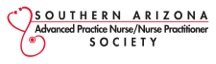 SOUTHERN ARIZONA
Advanced Practice Nurse/Nurse Practitioner
SOCIETY